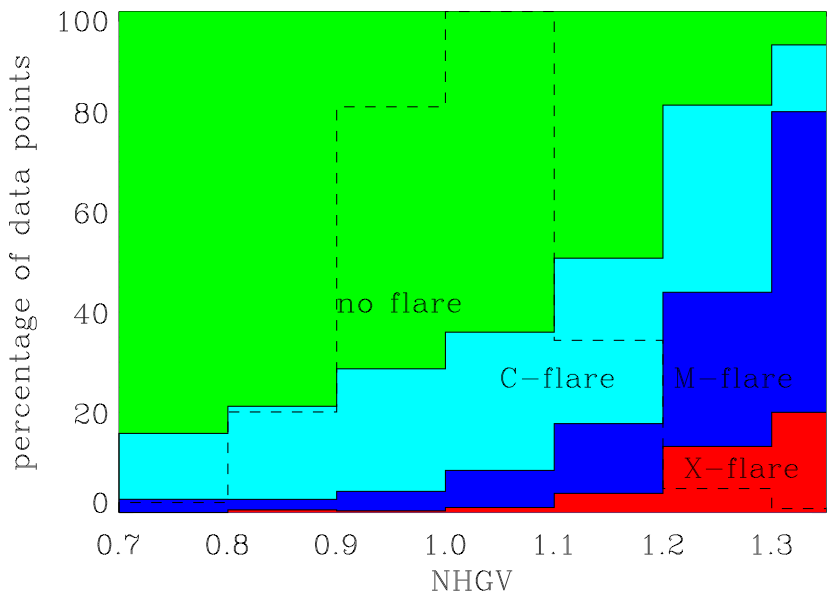 percentage of data points
100
80
60
40
20
0
no flare
C-flare
M-flare
X-flare
0.7 0.8 0.9 1.0 1.1 1.2 1.3
NHGV